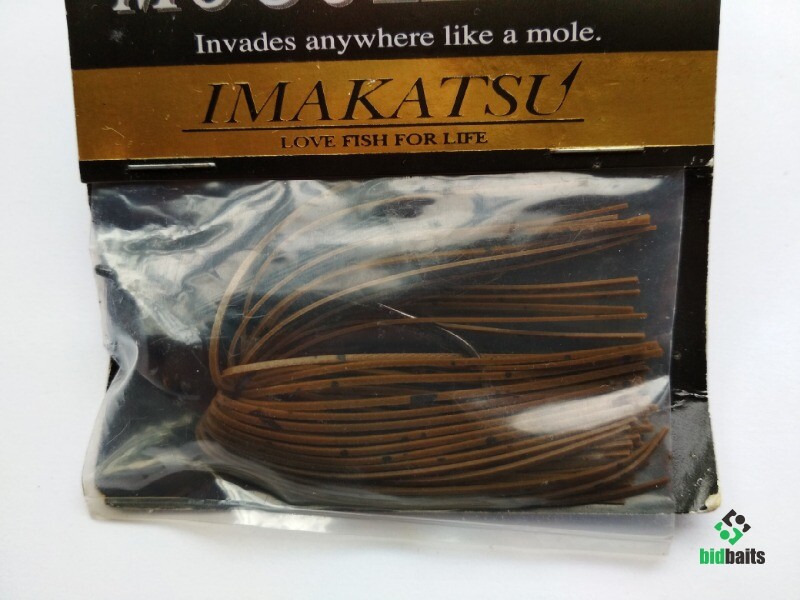 Invades anywhere like a mole.
IMAKATSU
LOVE FISH FOR LIFE
bidbaits